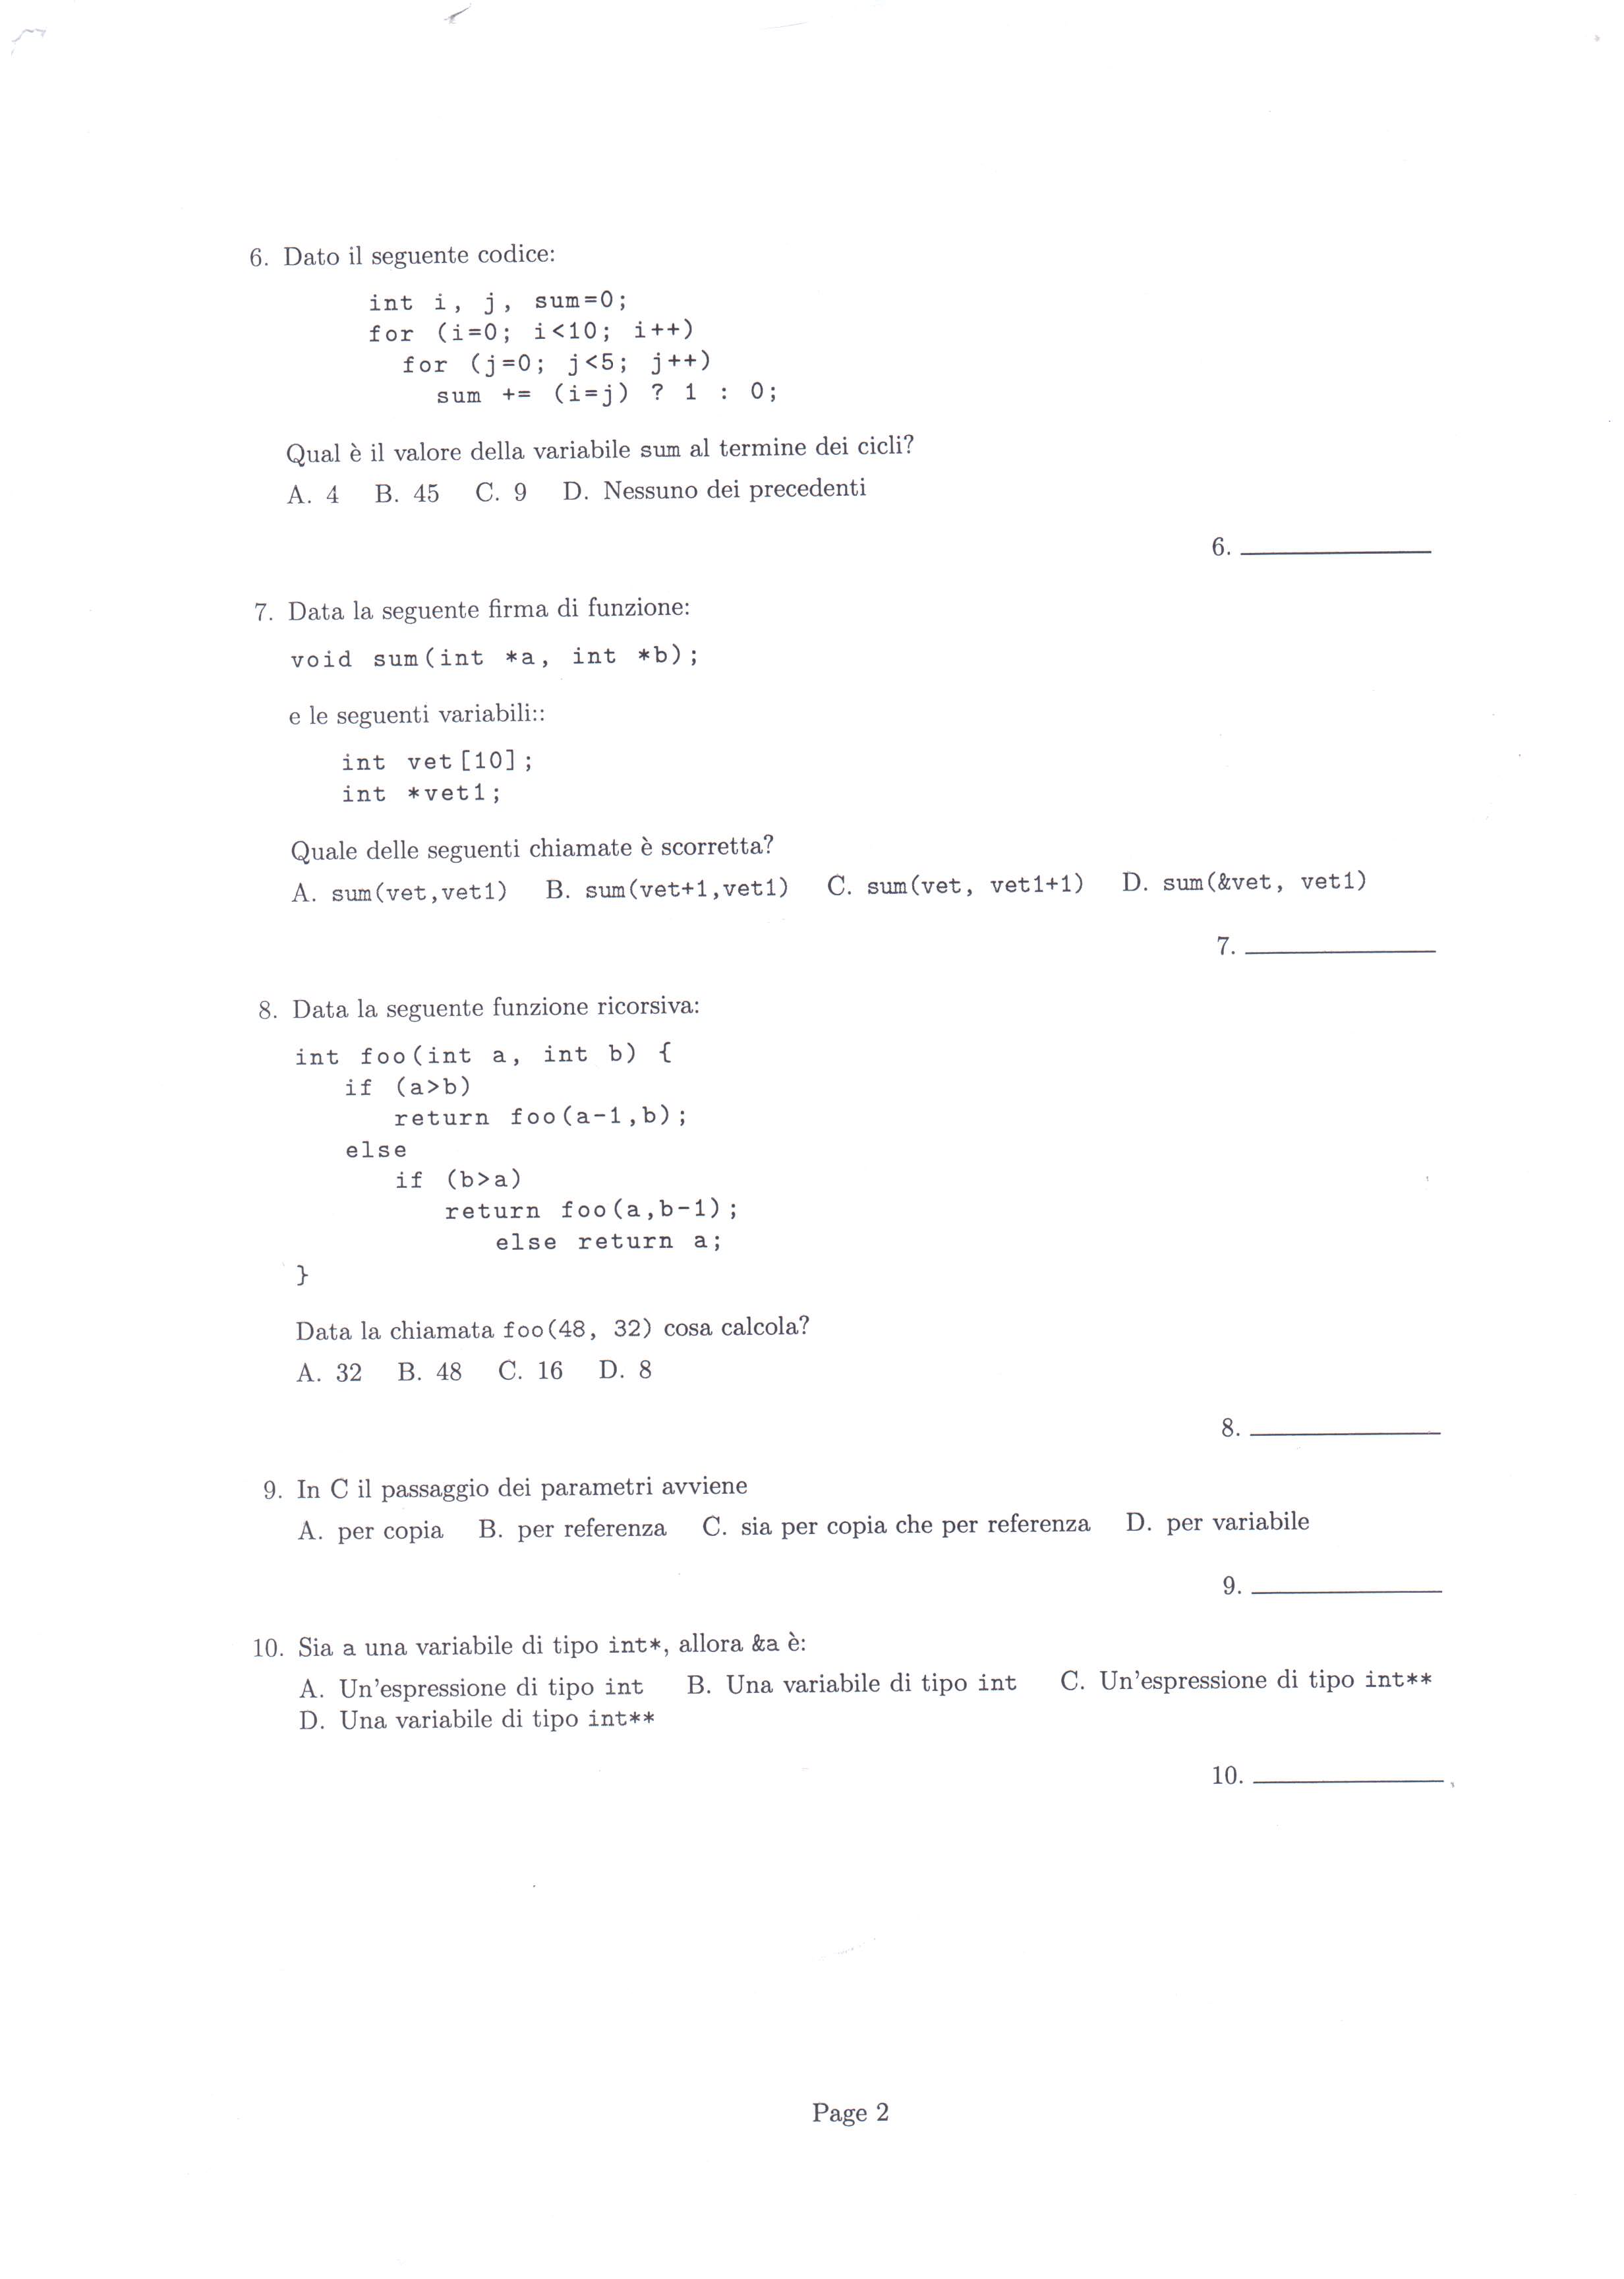 6. Dato il seguente codice:
int i, j, sum=0;
for (i=0; i<10; i++)
for (j=0; j<5; j++)
sum += (i=j) ? 1 : 0;
Qual è il valore della variabile sum al termine dei cicli?
A. 4 B. 45 C. 9 D. Nessuno dei precedenti
6.
7. Data la seguente firma di funzione:
void sum(int *a, int *b);
e le seguenti variabili::
int vet[10];
int *vet1;
Quale delle seguenti chiamate è scorretta?
A. sum(vet,vet1) B. sum(vet+1,vet1) C. sum(vet, vet1+1) D. sum(&vet, vet1)
7.
8. Data la seguente funzione ricorsiva:
int foo(int a, int b) {
if (a>b)
return foo(a-1,b);
else
if (b>a)
return foo(a,b-1);
else return a;
}
Data la chiamata foo(48, 32) cosa calcola?
A. 32 B. 48 C. 16 D. 8
8.
9. In C il passaggio dei parametri avviene
A. per copia B. per referenza C. sia per copia che per referenza D. per variabile
9.
10. Sia a una variabile di tipo int*, allora &a è:
A. Un'espressione di tipo int B. Una variabile di tipo int C. Un'espressione di tipo int**
D. Una variabile di tipo int**
10.
Page 2